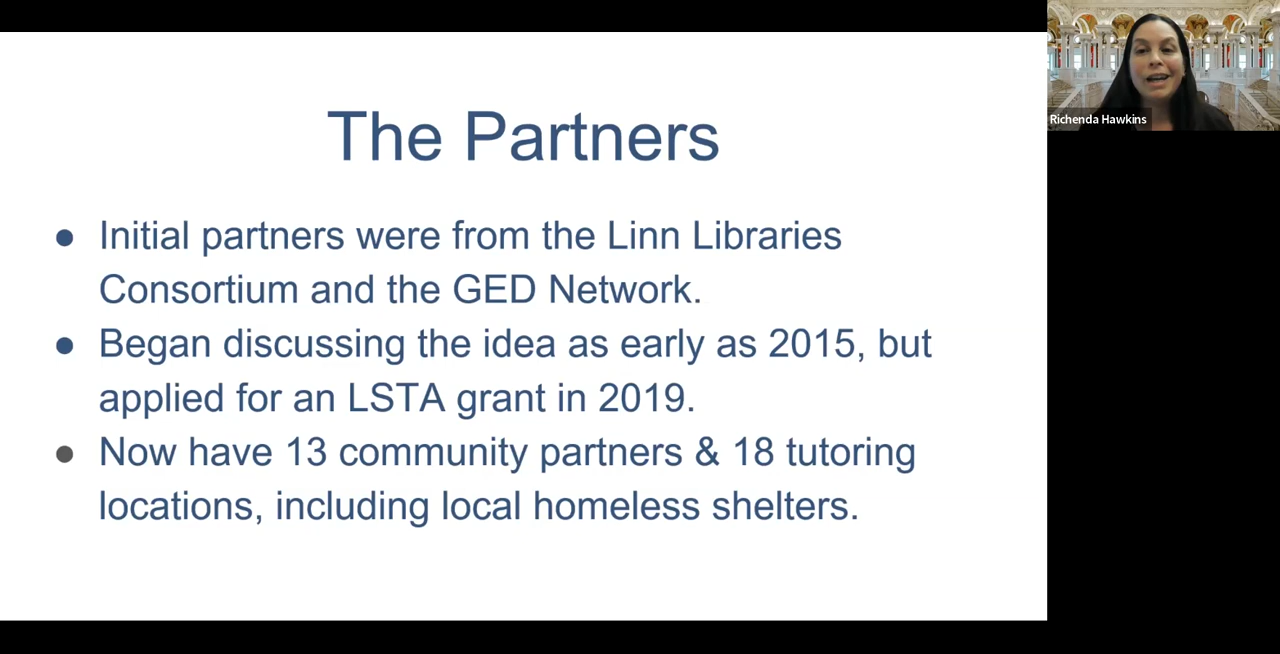 The Partners
● Initial partners were from the Linn Libraries
Consortium and the GED Network.
● Began discussing the idea as early as 2015, but
applied for an LSTA grant in 2019.
● Now have 13 community partners & 18 tutoring
locations, including local homeless shelters.
Richenda Hawkins